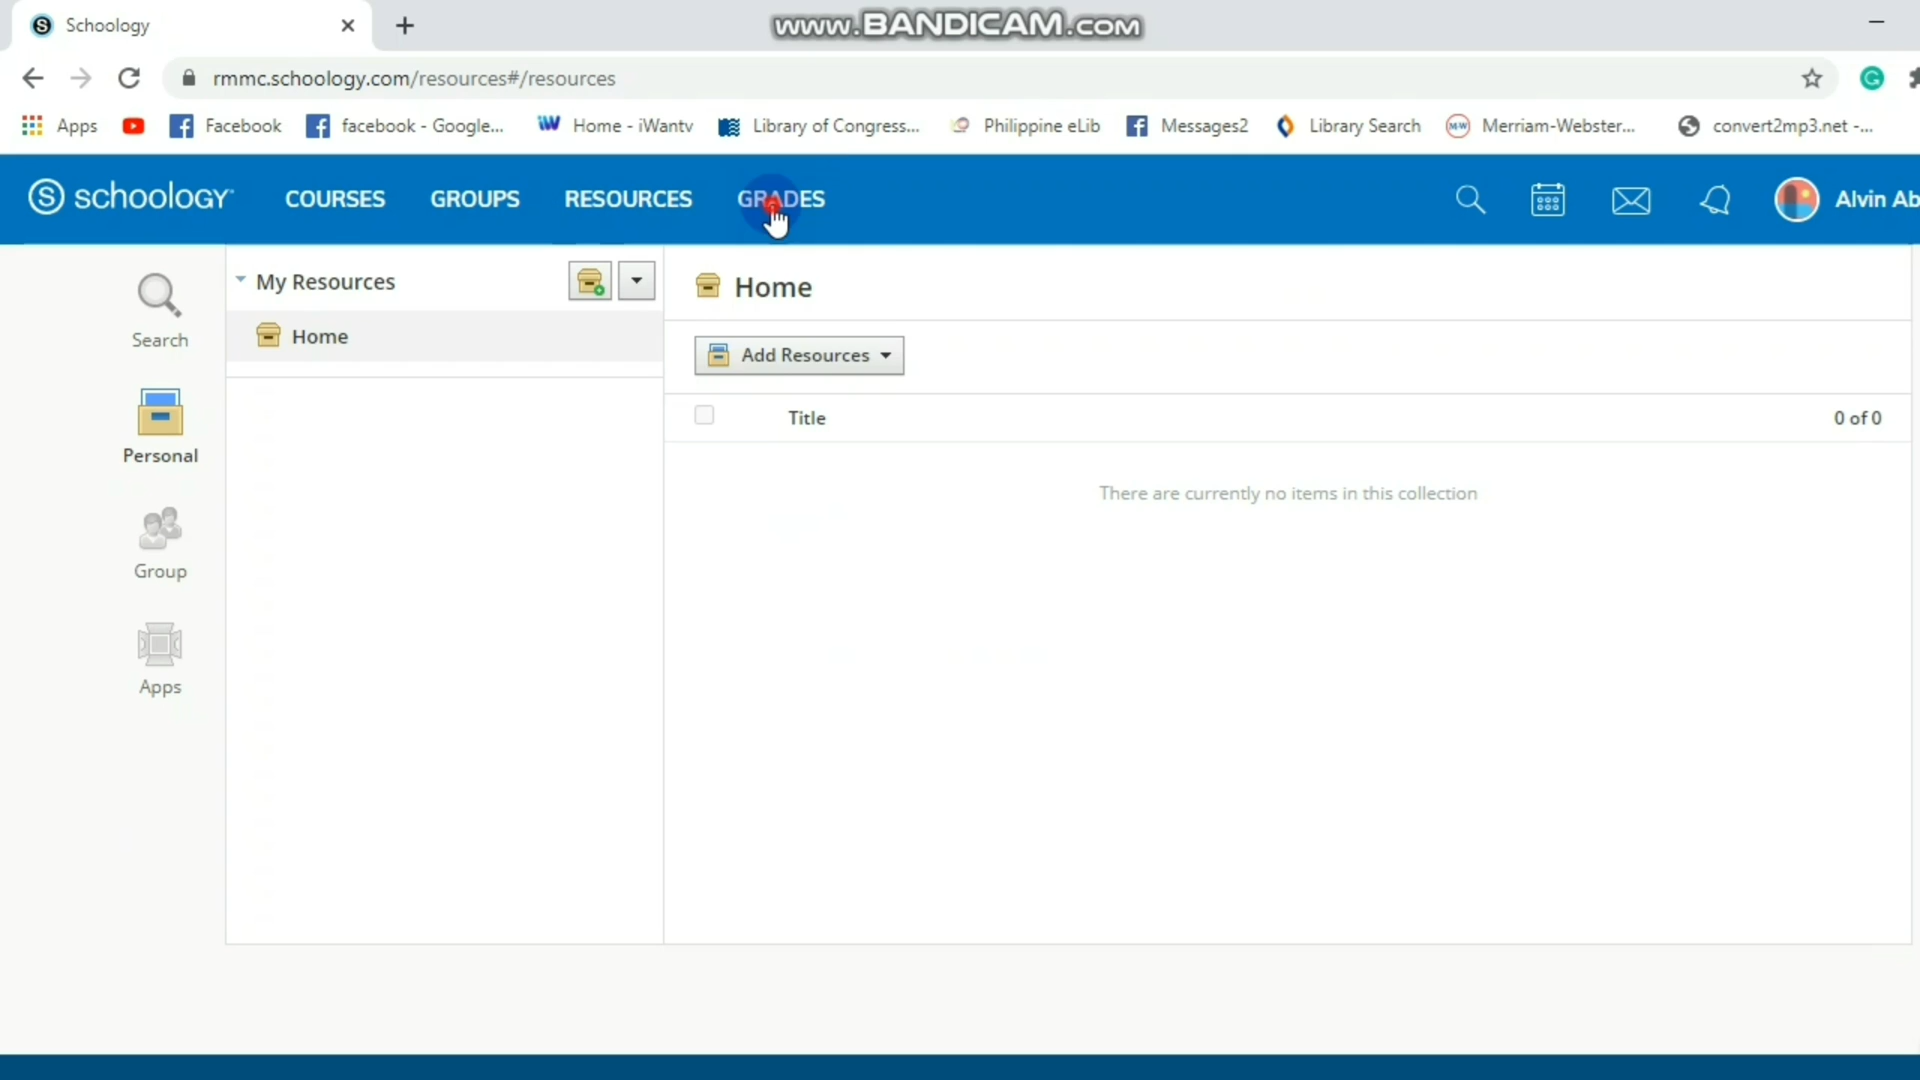 Schoology
www.BANDICAM.com
rmmc.schoology.com/resources#/resources
Apps
Facebook
facebook - Google...
Home - iWantv
Library of Congress...
Philippine eLib
Messages2
Library Search
Merriam-Webster...
convert2mp3.net -...
schoology
COURSES
GROUPS
RESOURCES
GRADES
Alvin Ab
Search
Personal
Group
Apps
My Resources
Home
Home
Add Resources
Title
0 of 0
There are currently no items in this collection